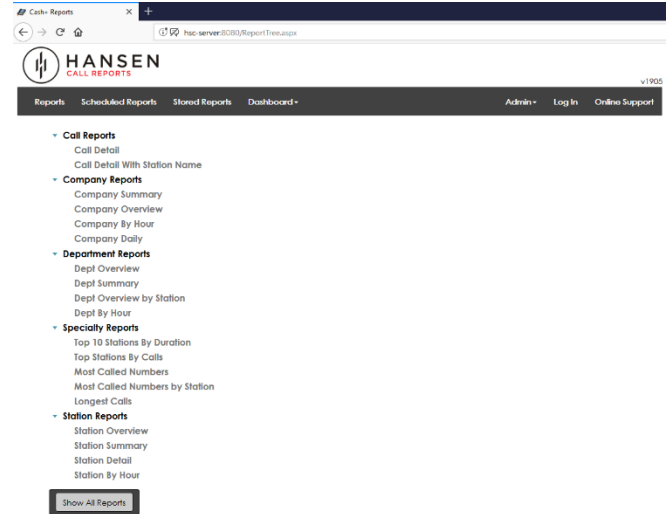 Cash+ Reports
hsc-server:8080/ReportTree.aspx
HANSEN
CALL REPORTS
v1905
Reports Scheduled Reports Stored Reports Dashboard Admin Log In Online Support
Call Reports
Call Detail
Call Detail With Station Name
Company Reports
Company Summary
Company Overview
Company By Hour
Company Daily
Department Reports
Dept Overview
Dept Summary
Dept Overview by Station
Dept By Hour
Specialty Reports
Top 10 Stations By Duration
Top Stations By Calls
Most Called Numbers
Most Called Numbers by Station
Longest Calls
Station Reports
Station Overview
Station Summary
Station Detail
Station By Hour
Show All Reports